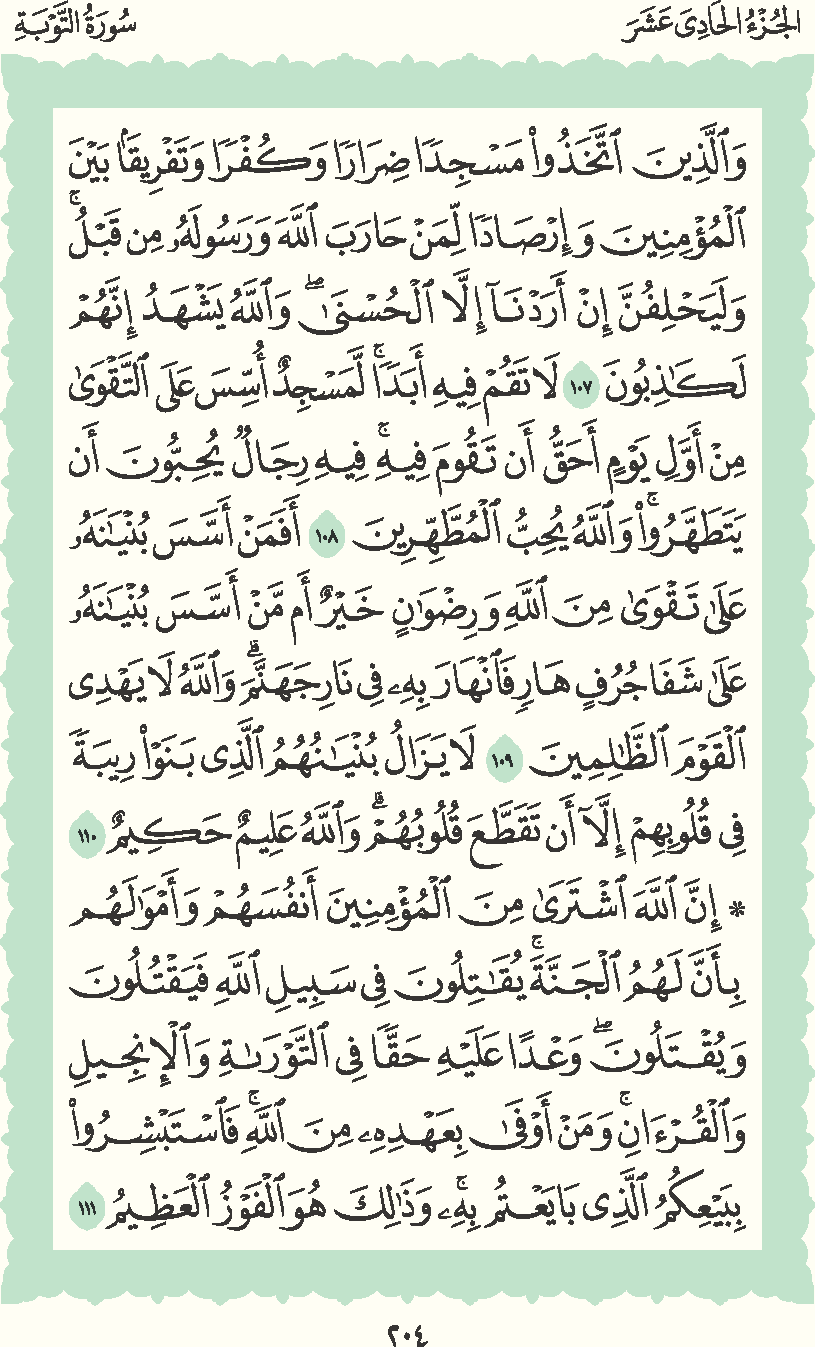 الجُزْءُ الحَادِى عَشَرَ
سُورَةُ التَّوْبَةِ
وَٱلَّذِينَ ٱتَّخَذُواْ مَسْجِدًا ضِرَارًا وَكُفْرًا وَتَفْرِيقًۢا بَيْنَ
ٱلْمُؤْمِنِينَ وَإِرْصَادًا لِّمَنْ حَارَبَ ٱللَّهَ وَرَسُولَهُۥ مِن قَبْلُۚ
وَلَيَحْلِفُنَّ إِنْ أَرَدْنَآ إِلَّا ٱلْحُسْنَىٰۖ وَٱللَّهُ يَشْهَدُ إِنَّهُمْ
لَكَٰذِبُونَ ١٠٧ لَا تَقُمْ فِيهِ أَبَدًاۚ لَّمَسْجِدٌ أُسِّسَ عَلَى ٱلتَّقْوَىٰ
مِنْ أَوَّلِ يَوْمٍ أَحَقُّ أَن تَقُومَ فِيهِۚ فِيهِ رِجَالٌ يُحِبُّونَ أَن
يَتَطَهَّرُواْۚ وَٱللَّهُ يُحِبُّ ٱلْمُطَّهِّرِينَ ١٠٨ أَفَمَنْ أَسَّسَ بُنْيَٰنَهُۥ
عَلَىٰ تَقْوَىٰ مِنَ ٱللَّهِ وَرِضْوَٰنٍ خَيْرٌ أَم مَّنْ أَسَّسَ بُنْيَٰنَهُۥ
عَلَىٰ شَفَا جُرُفٍ هَارٍ فَٱنْهَارَ بِهِۦ فِى نَارِ جَهَنَّمَۗ وَٱللَّهُ لَا يَهْدِى
ٱلْقَوْمَ ٱلظَّٰلِمِينَ ١٠٩ لَا يَزَالُ بُنْيَٰنُهُمُ ٱلَّذِى بَنَوْاْ رِيبَةً
فِى قُلُوبِهِمْ إِلَّآ أَن تَقَطَّعَ قُلُوبُهُمْۗ وَٱللَّهُ عَلِيمٌ حَكِيمٌ ١١٠
* إِنَّ ٱللَّهَ ٱشْتَرَىٰ مِنَ ٱلْمُؤْمِنِينَ أَنفُسَهُمْ وَأَمْوَٰلَهُم
بِأَنَّ لَهُمُ ٱلْجَنَّةَۚ يُقَٰتِلُونَ فِى سَبِيلِ ٱللَّهِ فَيَقْتُلُونَ
وَيُقْتَلُونَۖ وَعْدًا عَلَيْهِ حَقًّا فِى ٱلتَّوْرَىٰةِ وَٱلْإِنجِيلِ
وَٱلْقُرْءَانِۚ وَمَنْ أَوْفَىٰ بِعَهْدِهِۦ مِنَ ٱللَّهِۚ فَٱسْتَبْشِرُواْ
بِبَيْعِكُمُ ٱلَّذِى بَايَعْتُم بِهِۦۚ وَذَٰلِكَ هُوَ ٱلْفَوْزُ ٱلْعَظِيمُ ١١١
٢٠٤